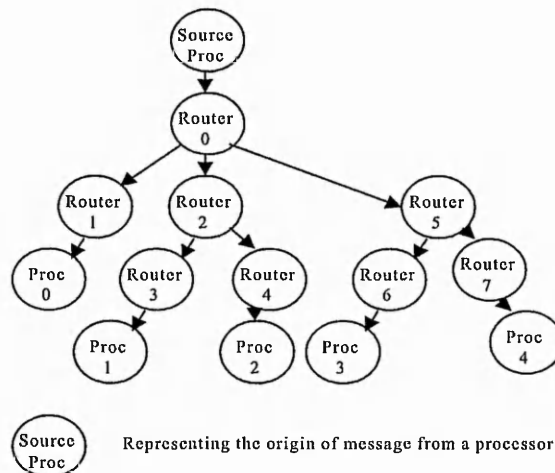 Source
Proc
Router
0
Router
1
Router
2
Router
5
Proc
0
Router
3
Router
4
Router
6
Router
7
Proc
1
Proc
2
Proc
3
Proc
4
Source
Proc
Representing the origin of message from a processor